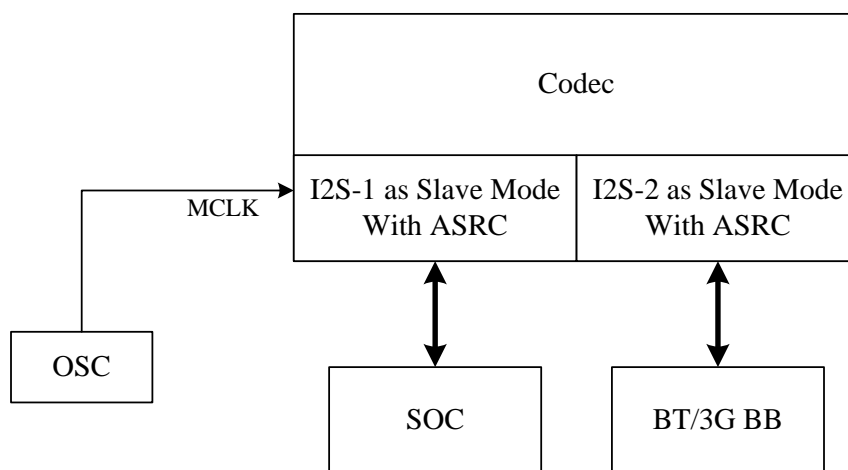 Codec
I2S-1 as Slave Mode
With ASRC
I2S-2 as Slave Mode
With ASRC
MCLK
OSC
SOC
BT/3G BB